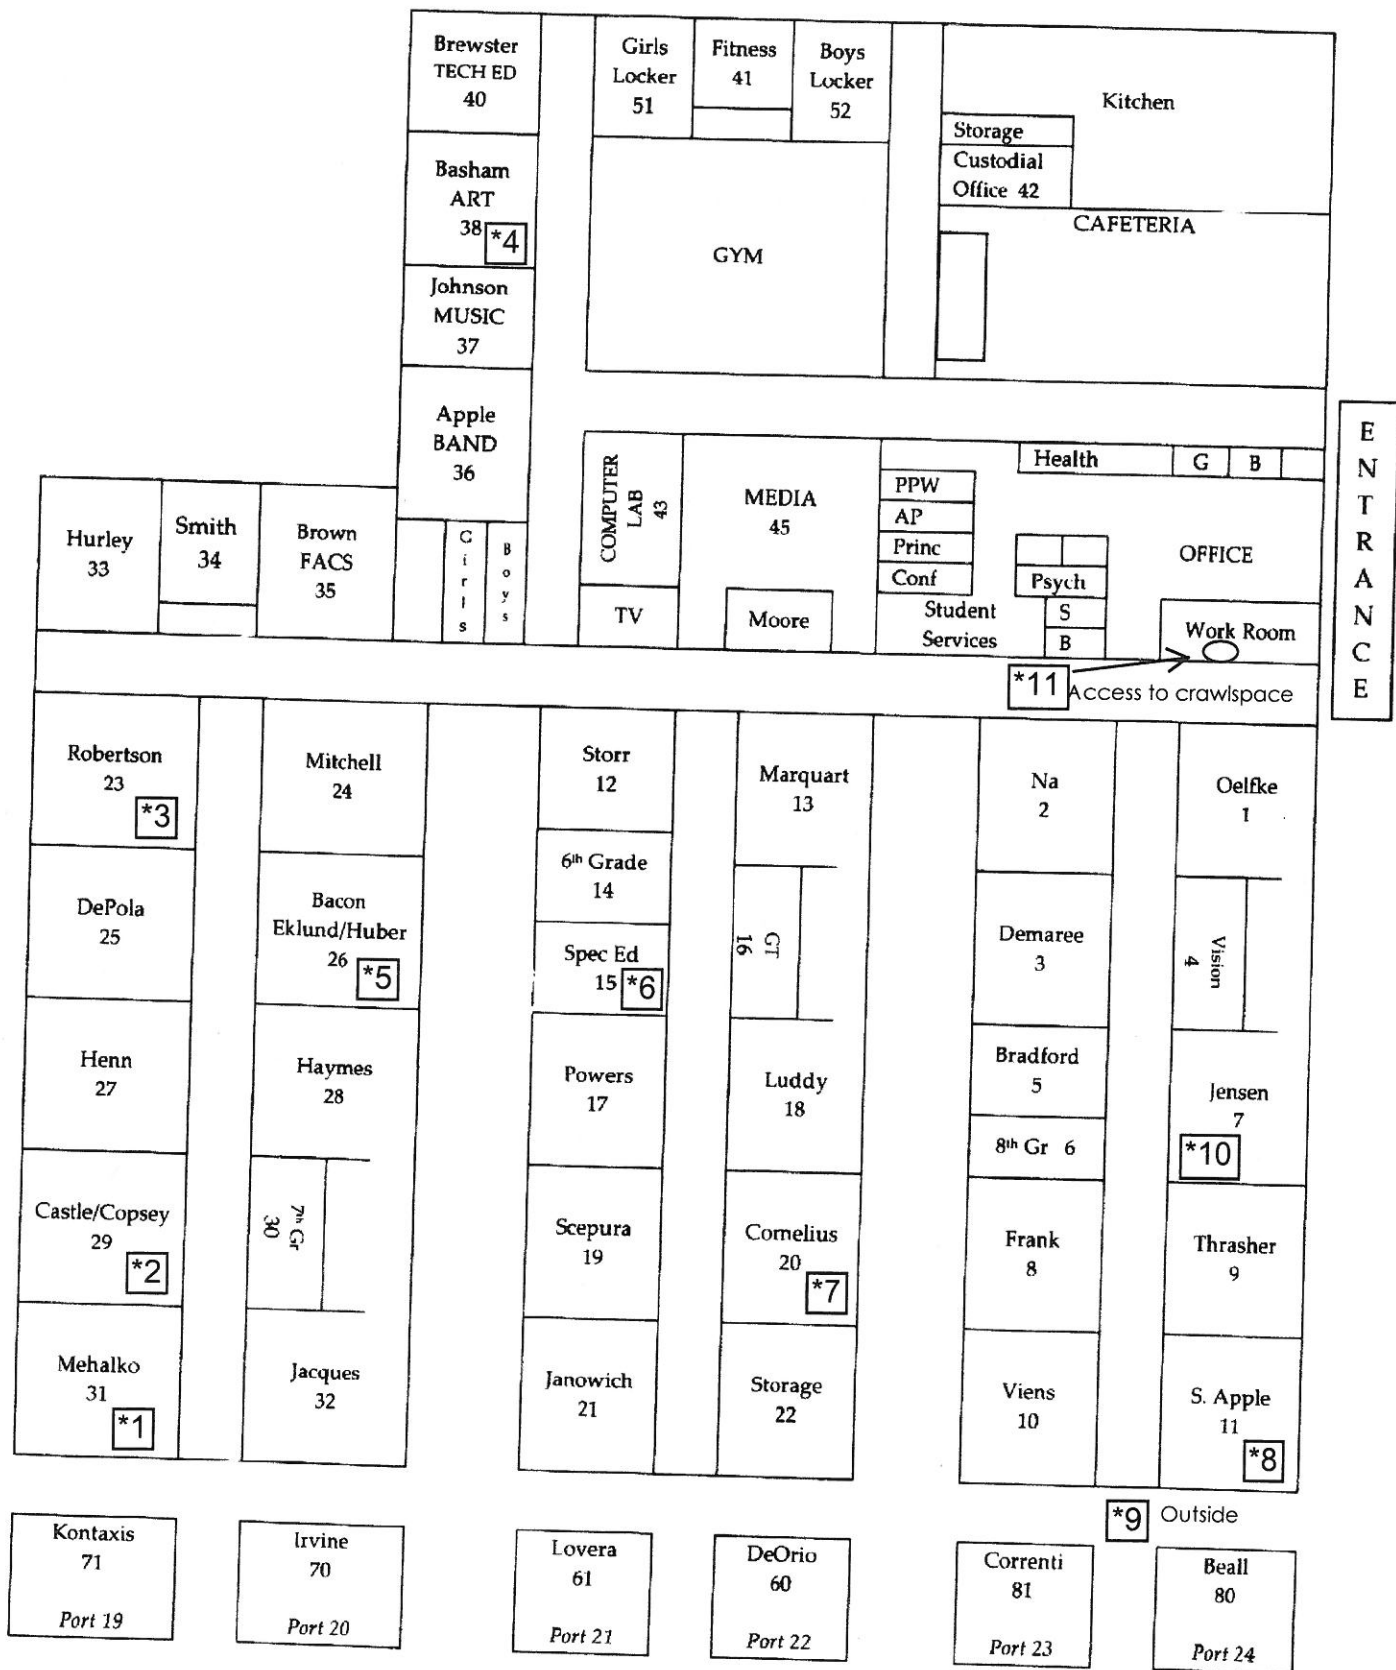 Brewster
TECH ED
40
Girls
Locker
51
Fitness
41
Boys
Locker
52
Kitchen
Storage
Custodial
Office 42
CAFETERIA
Basham
ART
38
*4
GYM
Johnson
MUSIC
37
Apple
BAND
36
Hurley
33
Smith
34
Brown
FACS
35
Girls
Boys
COMPUTER
LAB
43
TV
MEDIA
45
Moore
PPW
AP
Princ
Conf
Student
Services
Health
G
B
Psych
S
B
OFFICE
Work Room
ENTRANCE
*11
Access to crawlspace
Robertson
23
*3
Mitchell
24
Storr
12
Marquart
13
Na
2
Oelfke
1
DePola
25
Bacon
Eklund/Huber
26
*5
6th Grade
14
Spec Ed
15
*6
GT
16
Demaree
3
Vision
4
Henn
27
Haymes
28
Powers
17
Luddy
18
Bradford
5
8th Gr 6
Jensen
7
*10
Castle/Copsey
29
*2
7th Gr
30
Scepura
19
Cornelius
20
*7
Frank
8
Thrasher
9
Mehalko
31
*1
Jacques
32
Janowich
21
Storage
22
Viens
10
S. Apple
11
*8
*9
Outside
Kontaxis
71
Port 19
Irvine
70
Port 20
Lovera
61
Port 21
DeOrio
60
Port 22
Correnti
81
Port 23
Beall
80
Port 24